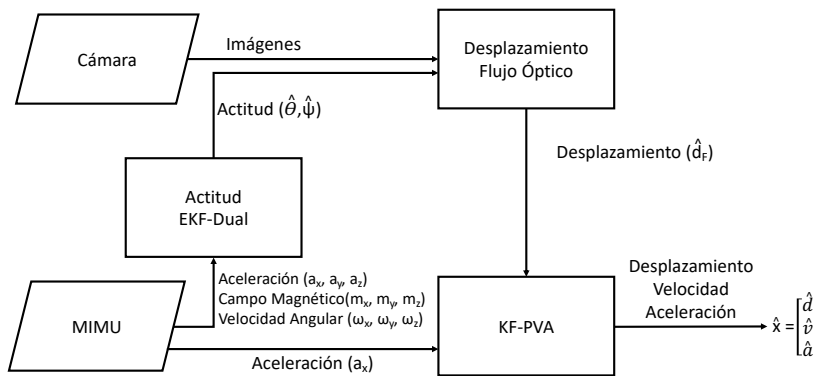 Cámara
Imágenes
Desplazamiento
Flujo Óptico
Actitud (θ̂,ψ̂)
Desplazamiento (d̂F)
Actitud
EKF-Dual
Aceleración (ax, ay, az)
Campo Magnético(mx, my, mz)
Velocidad Angular (ωx, ωy, ωz)
MIMU
Aceleración (ax)
KF-PVA
Desplazamiento
Velocidad
Aceleración
x̂ =
d̂
v̂
â